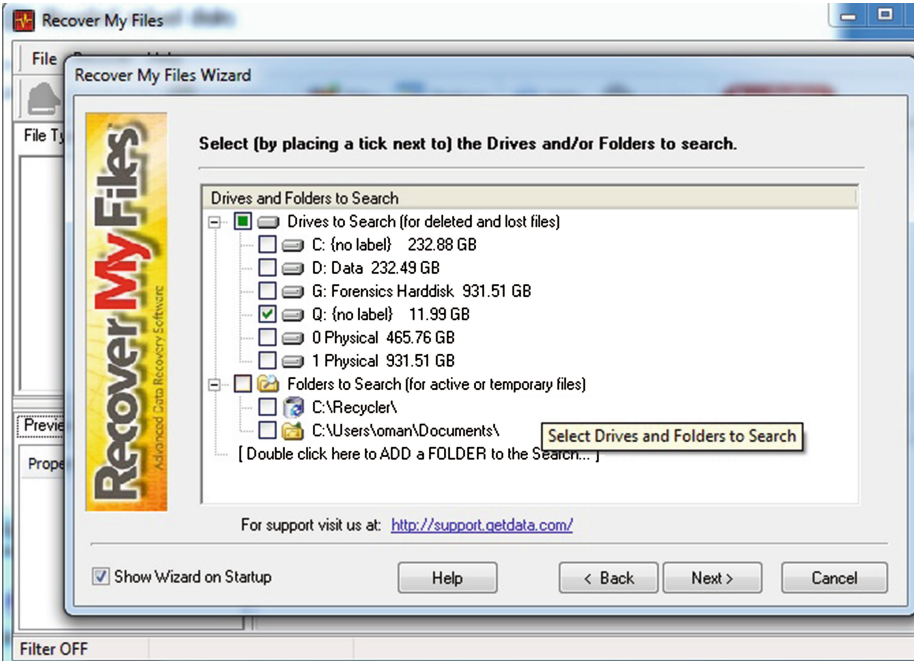 Recover My Files
File
Recover My Files Wizard
File Ty
Select (by placing a tick next to) the Drives and/or Folders to search.
Drives and Folders to Search
Drives to Search (for deleted and lost files)
C: {no label} 232.88 GB
D: Data 232.49 GB
G: Forensics Harddisk 931.51 GB
Q: {no label} 11.99 GB
0 Physical 465.76 GB
1 Physical 931.51 GB
Folders to Search (for active or temporary files)
C:\Recycler\
C:\Users\oman\Documents\
Select Drives and Folders to Search
[ Double click here to ADD a FOLDER to the Search... ]
Recover My Files
Advanced Data Recovery Software
Previe
Prope
For support visit us at: http://support.getdata.com/
Show Wizard on Startup
Help
< Back
Next >
Cancel
Filter OFF